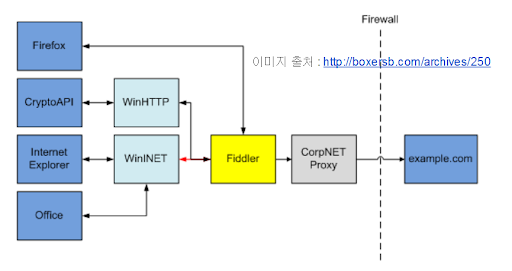 Firewall
Firefox
이미지 출처 : http://boxersb.com/archives/250
CryptoAPI
WinHTTP
Internet
Explorer
WinINET
Fiddler
CorpNET
Proxy
example.com
Office